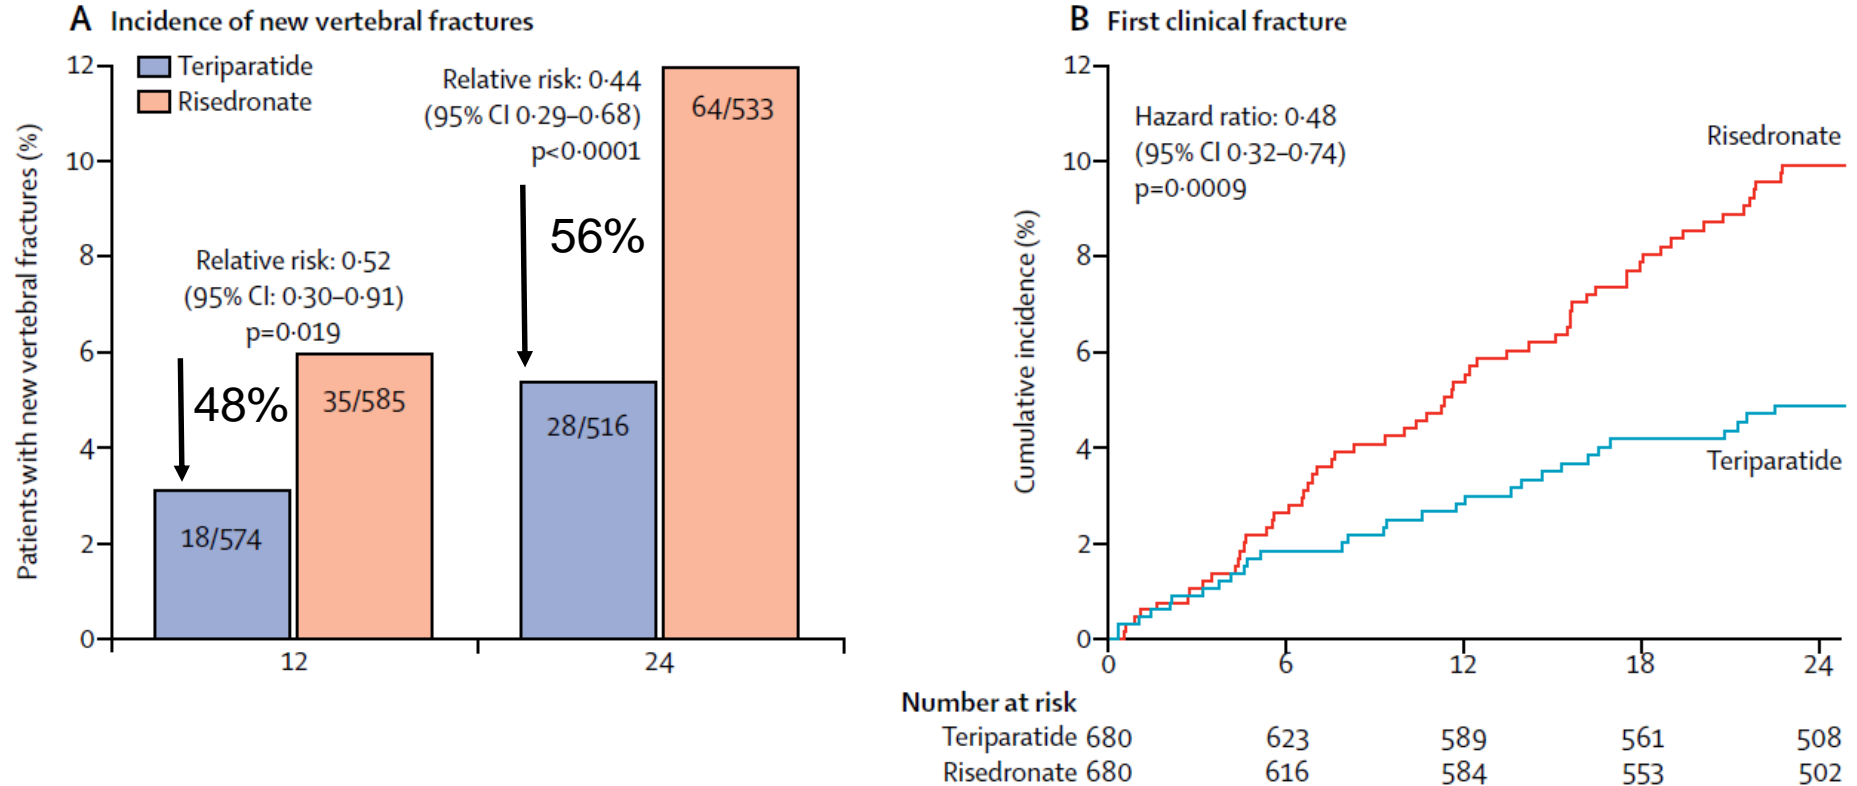 A Incidence of new vertebral fractures
Teriparatide
Risedronate
Patients with new vertebral fractures (%)
12
10
8
6
4
2
0
Relative risk: 0·52
(95% CI: 0·30–0·91)
p=0·019
48%
18/574
35/585
Relative risk: 0·44
(95% CI 0·29–0·68)
p<0·0001
56%
28/516
64/533
12
24
B First clinical fracture
Cumulative incidence (%)
12
10
8
6
4
2
0
Hazard ratio: 0·48
(95% CI 0·32–0·74)
p=0·0009
Risedronate
Teriparatide
0 6 12 18 24
Number at risk
Teriparatide 680 623 589 561 508
Risedronate 680 616 584 553 502